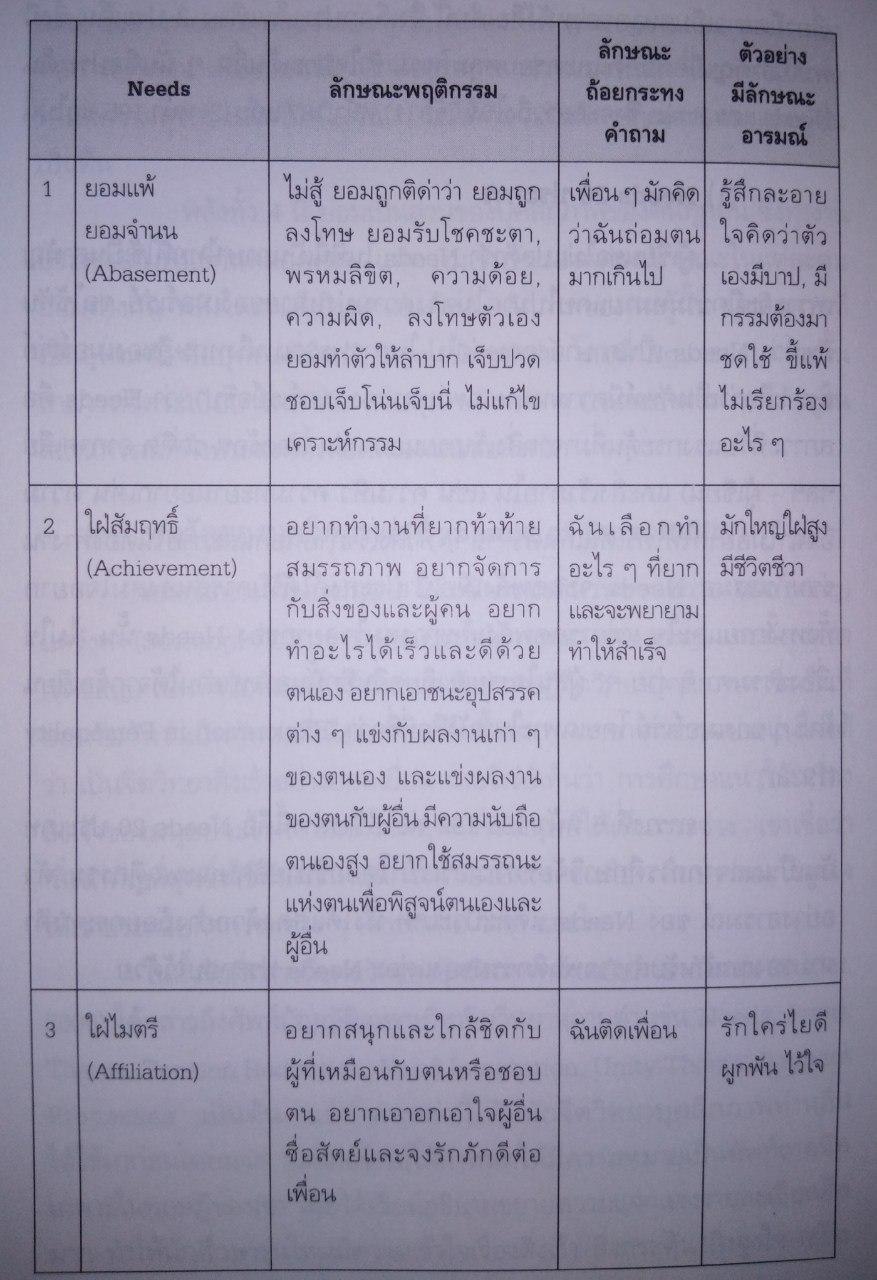 Needs
ลักษณะพฤติกรรม
ลักษณะ
ถ้อยกระทง
คำถาม
ตัวอย่าง
มีลักษณะ
อารมณ์
1
ยอมแพ้
ยอมจำนน
(Abasement)
ไม่สู้ ยอมถูกติด่าว่า ยอมถูก
ลงโทษ ยอมรับโชคชะตา,
พรหมลิขิต, ความด้อย,
ความผิด, ลงโทษตัวเอง
ยอมทำตัวให้ลำบาก เจ็บปวด
ชอบเจ็บโน่นเจ็บนี่ ไม่แก้ไข
เคราะห์กรรม
เพื่อน ๆ มักคิด
ว่าฉันถ่อมตน
มากเกินไป
รู้สึกละอาย
ใจคิดว่าตัว
เองมีบาป, มี
กรรมต้องมา
ชดใช้ ขี้แพ้
ไม่เรียกร้อง
อะไร ๆ
2
ใฝ่สัมฤทธิ์
(Achievement)
อยากทำงานที่ยากท้าทาย
สมรรถภาพ อยากจัดการ
กับสิ่งของและผู้คน อยาก
ทำอะไรได้เร็วและดีด้วย
ตนเอง อยากเอาชนะอุปสรรค
ต่าง ๆ แข่งกับผลงานเก่า ๆ
ของตนเอง และแข่งผลงาน
ของตนกับผู้อื่น มีความนับถือ
ตนเองสูง อยากใช้สมรรถนะ
แห่งตนเพื่อพิสูจน์ตนเองและ
ผู้อื่น
ฉันเลือกทำ
อะไร ๆ ที่ยาก
และจะพยายาม
ทำให้สำเร็จ
มักใหญ่ใฝ่สูง
มีชีวิตชีวา
3
ใฝ่ไมตรี
(Affiliation)
อยากสนุกและใกล้ชิดกับ
ผู้ที่เหมือนกับตนหรือชอบ
ตน อยากเอาอกเอาใจผู้อื่น
ซื่อสัตย์และจงรักภักดีต่อ
เพื่อน
ฉันติดเพื่อน
รักใคร่ไยดี
ผูกพัน ไว้ใจ